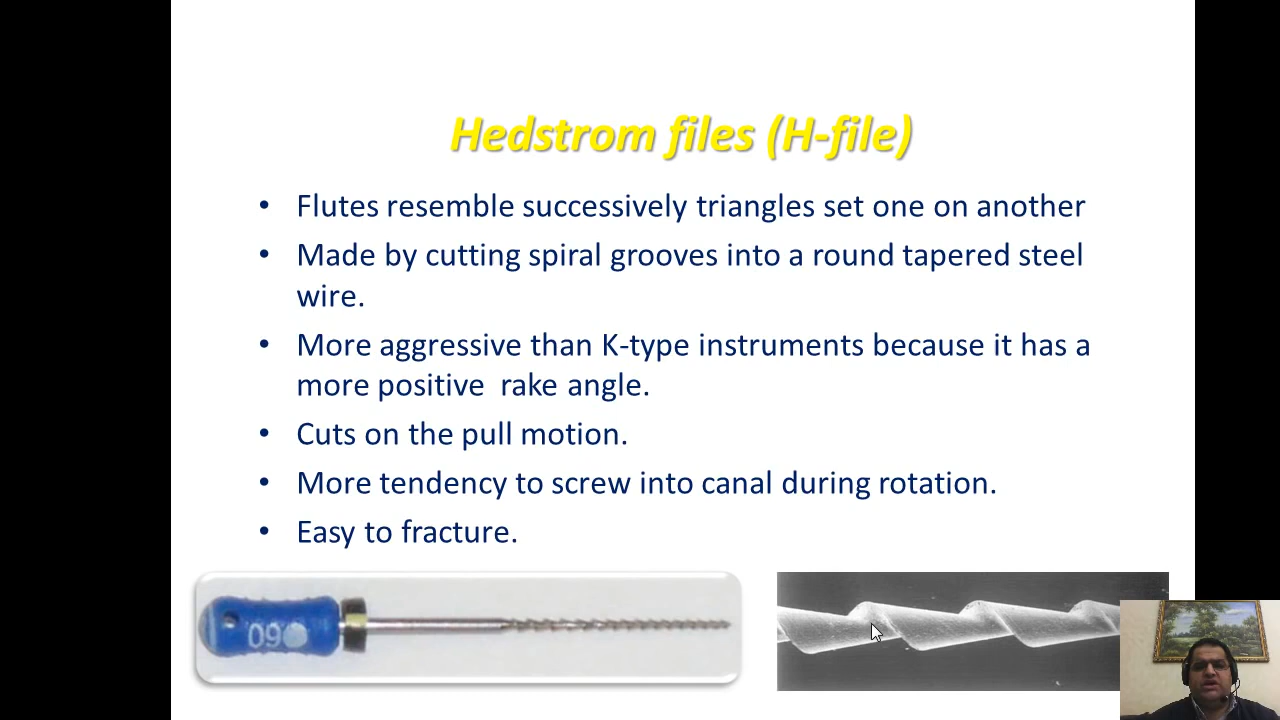 Hedstrom files (H-file)
• Flutes resemble successively triangles set one on another
• Made by cutting spiral grooves into a round tapered steel
wire.
• More aggressive than K-type instruments because it has a
more positive  rake angle.
• Cuts on the pull motion.
• More tendency to screw into canal during rotation.
• Easy to fracture.
060